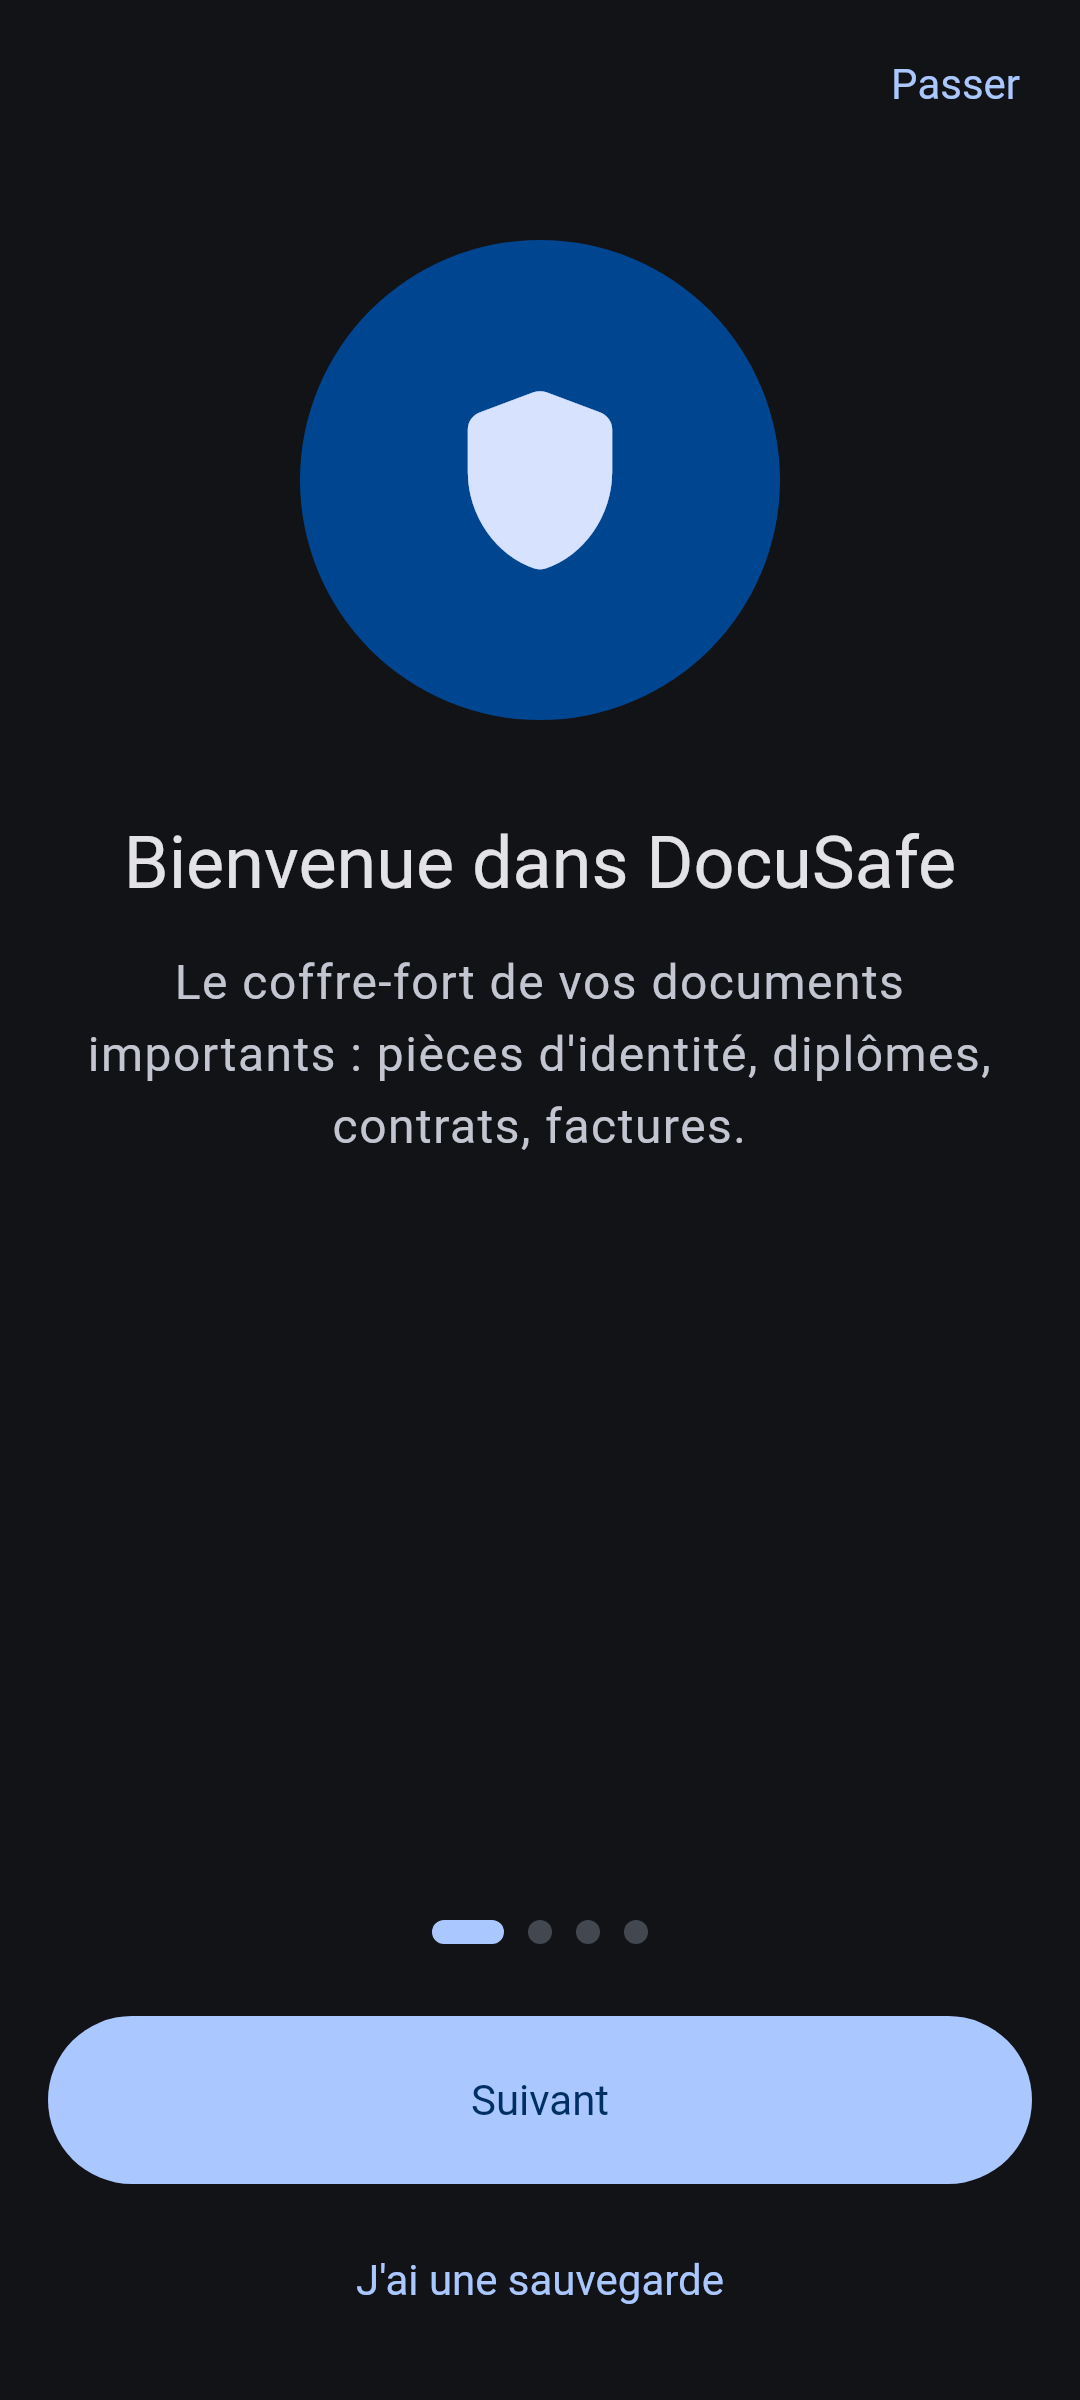 Passer
Bienvenue dans DocuSafe
Le coffre-fort de vos documents
importants : pièces d'identité, diplômes,
contrats, factures.
Suivant
J'ai une sauvegarde